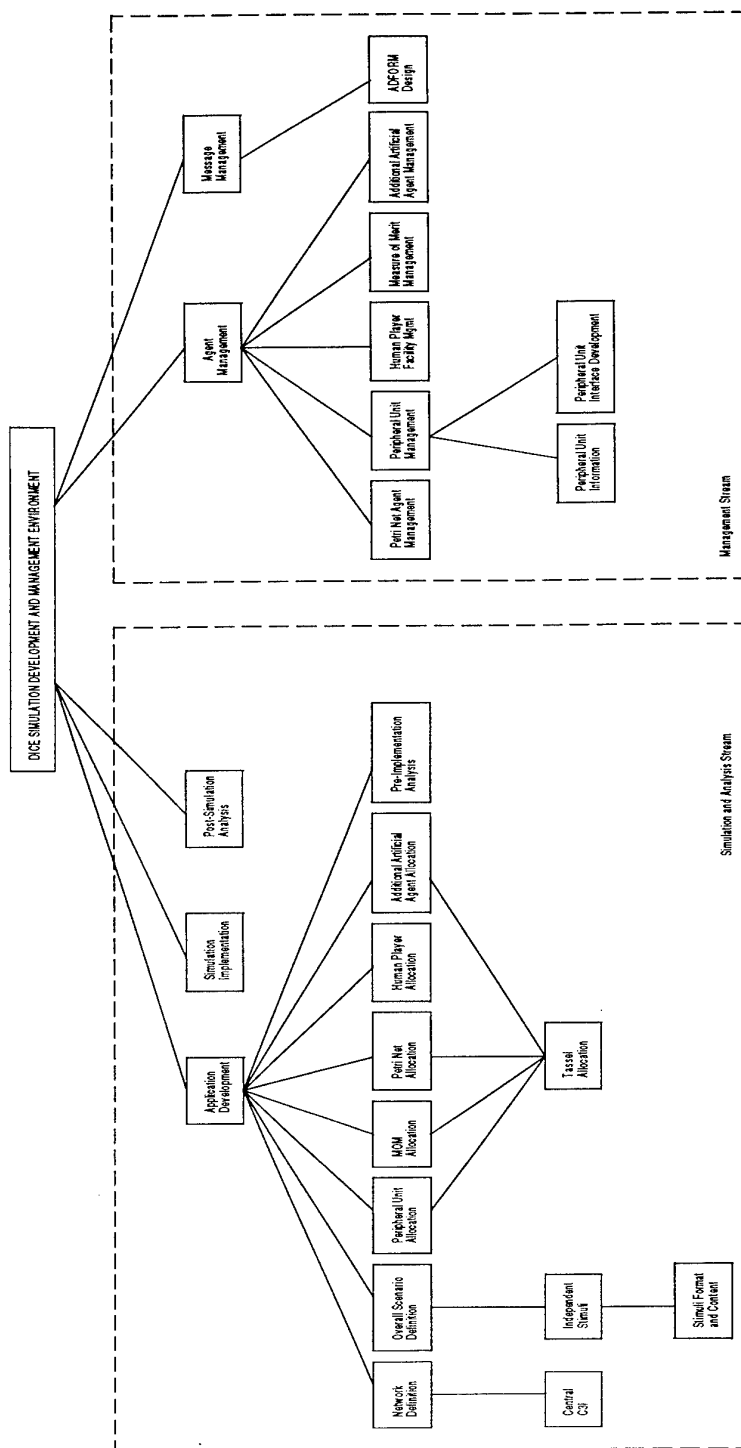 DICE SIMULATION DEVELOPMENT AND MANAGEMENT ENVIRONMENT
Application
Development
Simulation
Implementation
Post-Simulation
Analysis
Agent
Management
Message
Management
Network
Definition
Overall Scenario
Definition
Peripheral Unit
Allocation
MOM
Allocation
Petri Net
Allocation
Human Player
Allocation
Additional Artificial
Agent Allocation
Pre-Implementation
Analysis
Petri Net Agent
Management
Peripheral Unit
Management
Human Player
Facility Mgmt
Measure of Merit
Management
Additional Artificial
Agent Management
ADFORM
Design
Central
C3I
Independent
Stimuli
Tassel
Allocation
Peripheral Unit
Information
Peripheral Unit
Interface Development
Stimuli Format
and Content
Simulation and Analysis Stream
Management Stream